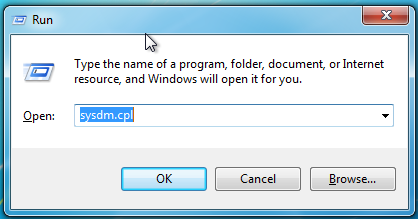 Run
Type the name of a program, folder, document, or Internet
resource, and Windows will open it for you.
Open: sysdm.cpl
OK Cancel Browse...